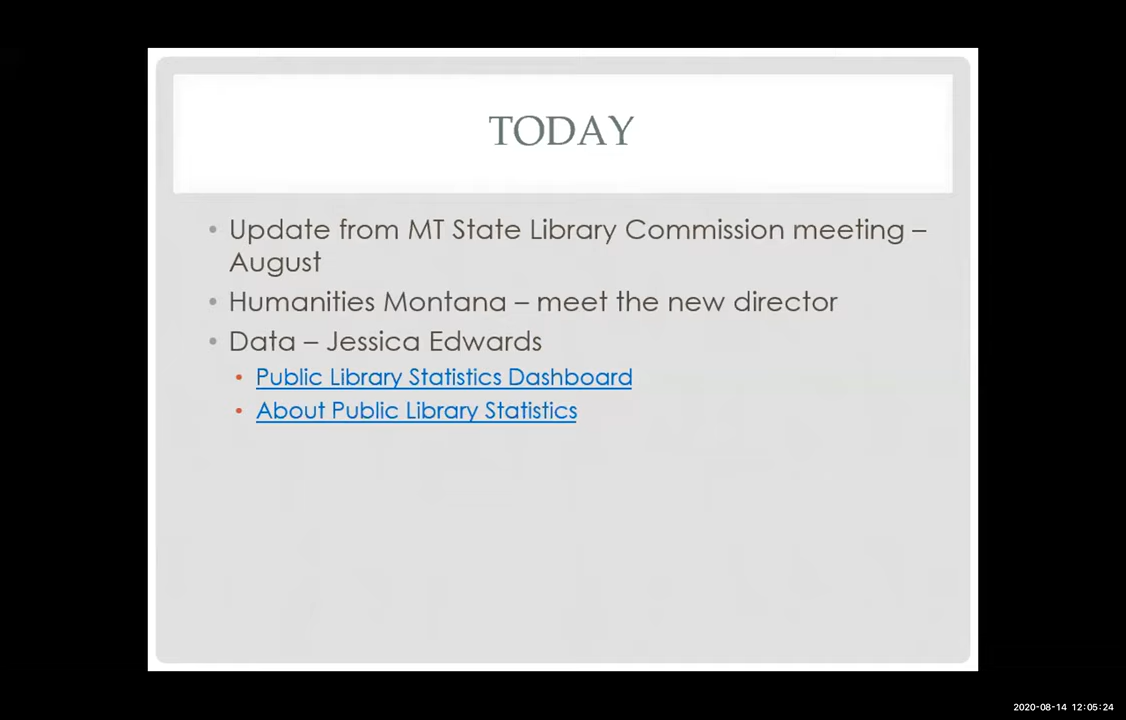 TODAY
• Update from MT State Library Commission meeting –
August
• Humanities Montana – meet the new director
• Data – Jessica Edwards
• Public Library Statistics Dashboard
• About Public Library Statistics
2020-08-14 12:05:24